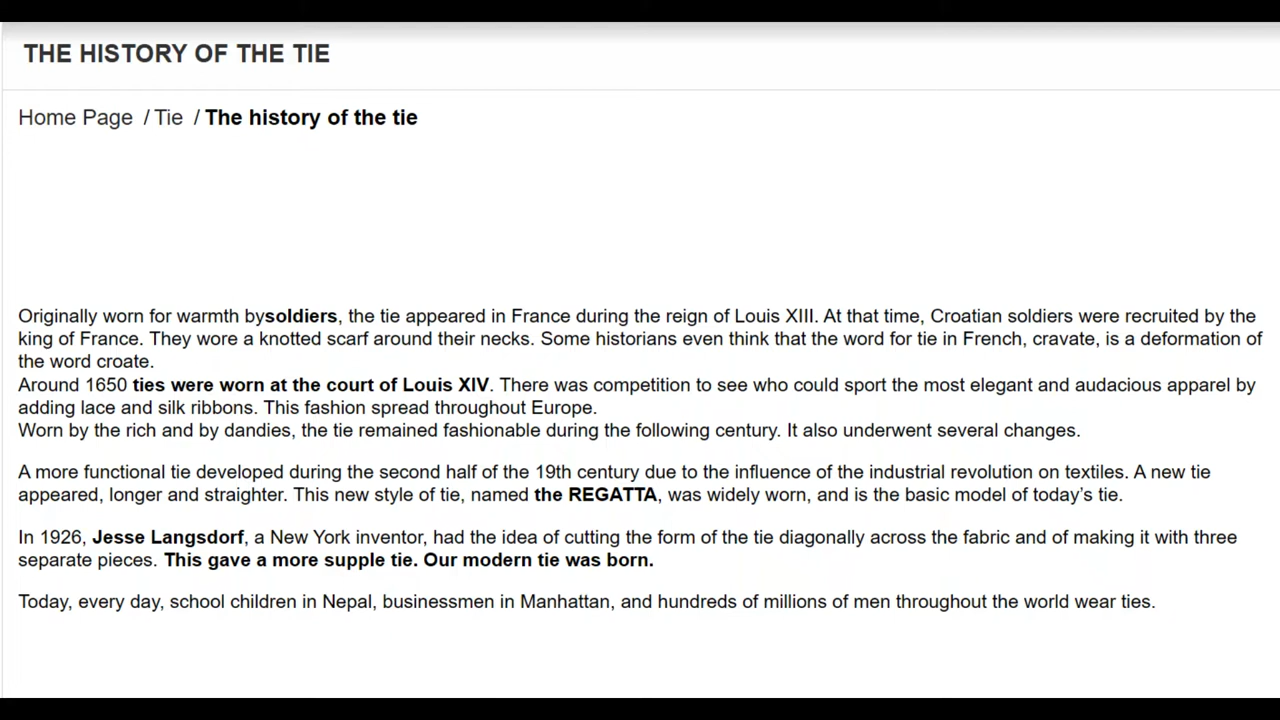 THE HISTORY OF THE TIE
Home Page / Tie / The history of the tie
Originally worn for warmth bysoldiers, the tie appeared in France during the reign of Louis XIII. At that time, Croatian soldiers were recruited by the
king of France. They wore a knotted scarf around their necks. Some historians even think that the word for tie in French, cravate, is a deformation of
the word croate.
Around 1650 ties were worn at the court of Louis XIV. There was competition to see who could sport the most elegant and audacious apparel by
adding lace and silk ribbons. This fashion spread throughout Europe.
Worn by the rich and by dandies, the tie remained fashionable during the following century. It also underwent several changes.
A more functional tie developed during the second half of the 19th century due to the influence of the industrial revolution on textiles. A new tie
appeared, longer and straighter. This new style of tie, named the REGATTA, was widely worn, and is the basic model of today's tie.
In 1926, Jesse Langsdorf, a New York inventor, had the idea of cutting the form of the tie diagonally across the fabric and of making it with three
separate pieces. This gave a more supple tie. Our modern tie was born.
Today, every day, school children in Nepal, businessmen in Manhattan, and hundreds of millions of men throughout the world wear ties.